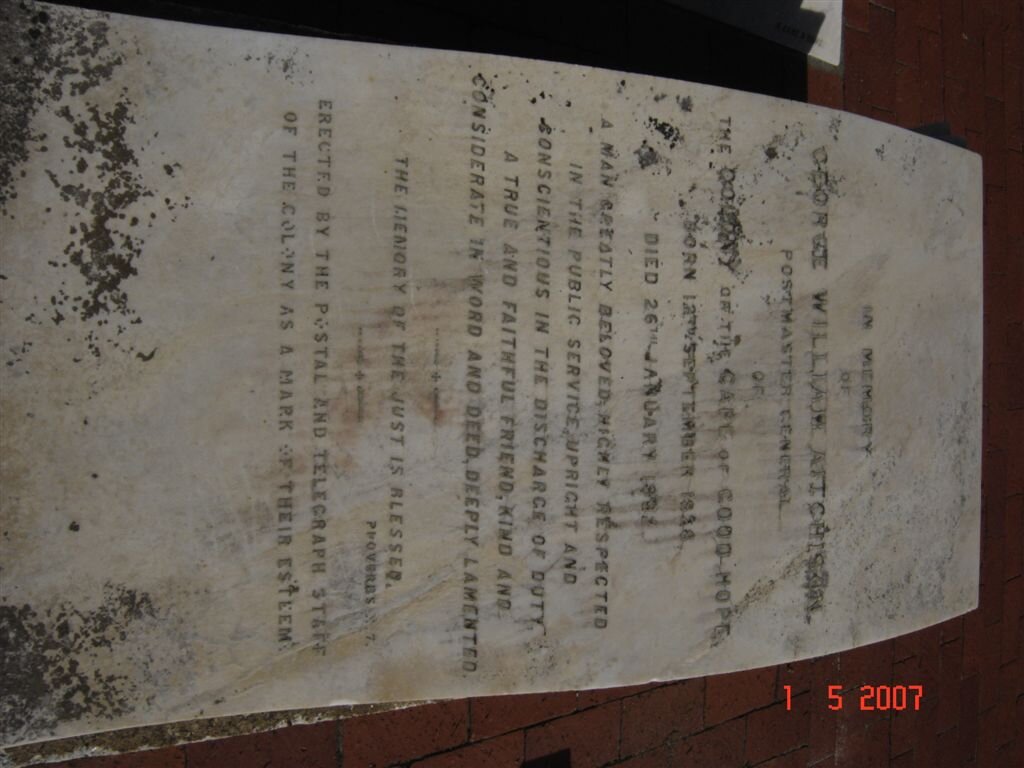 IN MEMORY
OF
GEORGE WILLIAM AITCHISON
POSTMASTER GENERAL
OF
THE COLONY OF THE CAPE OF GOOD HOPE
BORN 12TH SEPTEMBER
DIED 26TH JANUARY
A MAN GREATLY BELOVED, HIGHLY RESPECTED
IN THE PUBLIC SERVICE, UPRIGHT AND
CONSCIENTIOUS IN THE DISCHARGE OF DUTY,
A TRUE AND FAITHFUL FRIEND, KIND AND
CONSIDERATE IN WORD AND DEED, DEEPLY LAMENTED
THE MEMORY OF THE JUST IS BLESSED.
PROVERBS X. 7.
ERECTED BY THE POSTAL AND TELEGRAPH STAFF
OF THE COLONY AS A MARK OF THEIR ESTEEM
1 5 2007